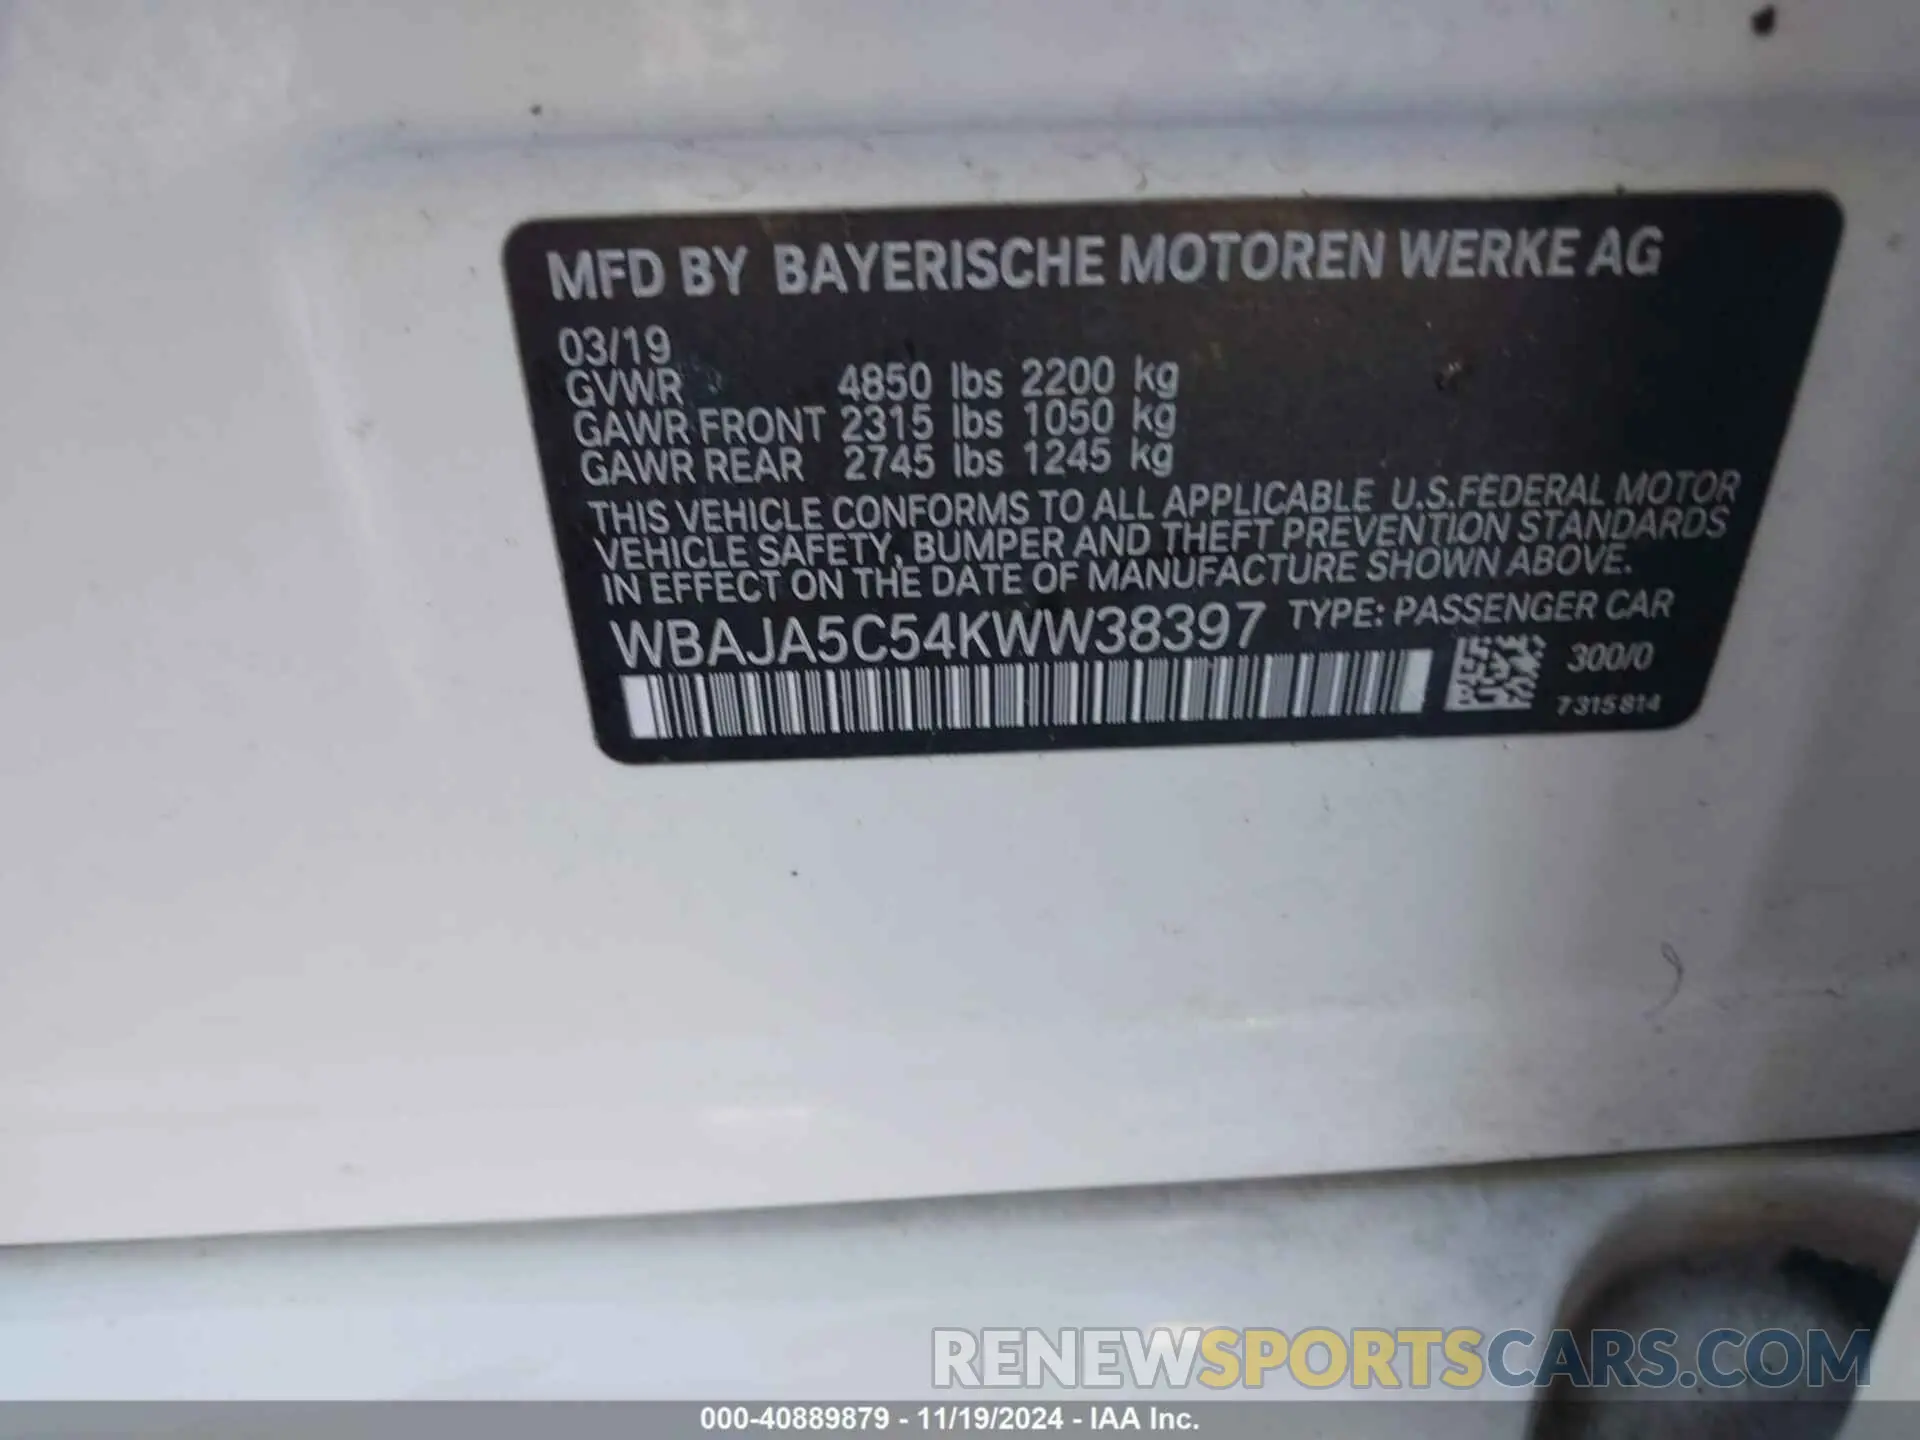 MFD BY BAYERISCHE MOTOREN WERKE AG
03/19
GVWR 4850 lbs 2200 kg
GAWR FRONT 2315 lbs 1050 kg
GAWR REAR 2745 lbs 1245 kg
THIS VEHICLE CONFORMS TO ALL APPLICABLE U.S.FEDERAL MOTOR
VEHICLE SAFETY, BUMPER AND THEFT PREVENTION STANDARDS
IN EFFECT ON THE DATE OF MANUFACTURE SHOWN ABOVE.
WBAJA5C54KWW38397 TYPE: PASSENGER CAR
300/0
7315814
RENEWSPORTSCARS.COM
000-40889879 - 11/19/2024 - IAA Inc.